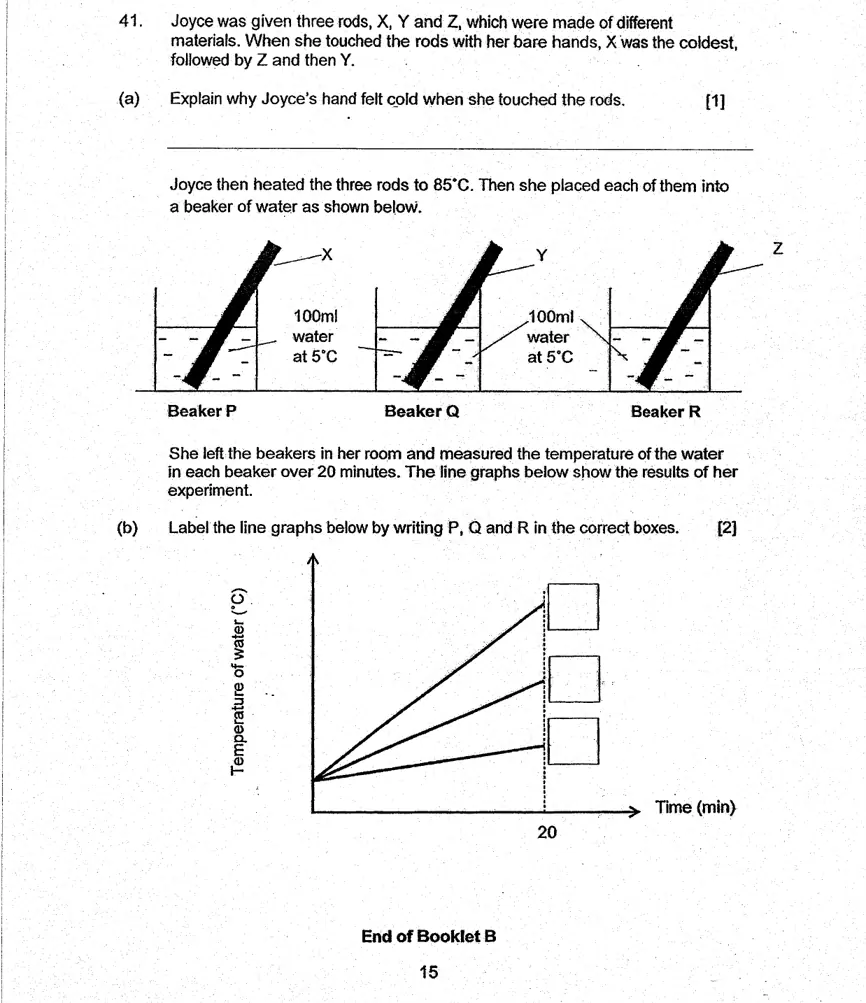 41. Joyce was given three rods, X, Y and Z, which were made of different
materials. When she touched the rods with her bare hands, X was the coldest,
followed by Z and then Y.
(a) Explain why Joyce's hand felt cold when she touched the rods. [1]
Joyce then heated the three rods to 85°C. Then she placed each of them into
a beaker of water as shown below.
X
Y
Z
100ml
water
at 5°C
100ml
water
at 5°C
Beaker P
Beaker Q
Beaker R
She left the beakers in her room and measured the temperature of the water
in each beaker over 20 minutes. The line graphs below show the results of her
experiment.
(b) Label the line graphs below by writing P, Q and R in the correct boxes. [2]
Temperature of water (°C)
Time (min)
20
End of Booklet B
15